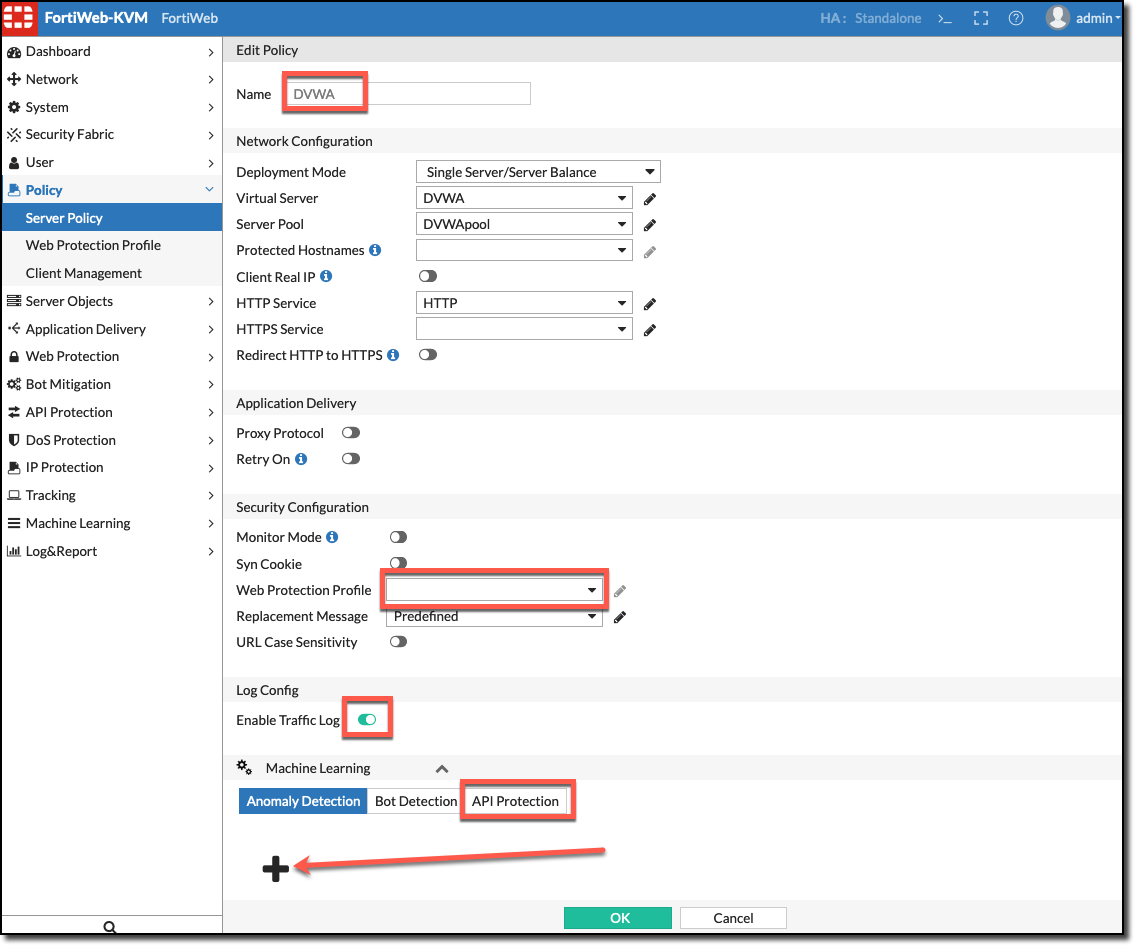 FortiWeb-KVM FortiWeb HA: Standalone >_ admin
Dashboard
Network
System
Security Fabric
User
Policy
Server Policy
Web Protection Profile
Client Management
Server Objects
Application Delivery
Web Protection
Bot Mitigation
API Protection
DoS Protection
IP Protection
Tracking
Machine Learning
Log&Report
Edit Policy
Name DVWA
Network Configuration
Deployment Mode Single Server/Server Balance
Virtual Server DVWA
Server Pool DVWApool
Protected Hostnames
Client Real IP
HTTP Service HTTP
HTTPS Service
Redirect HTTP to HTTPS
Application Delivery
Proxy Protocol
Retry On
Security Configuration
Monitor Mode
Syn Cookie
Web Protection Profile
Replacement Message Predefined
URL Case Sensitivity
Log Config
Enable Traffic Log
Machine Learning
Anomaly Detection Bot Detection API Protection
OK Cancel